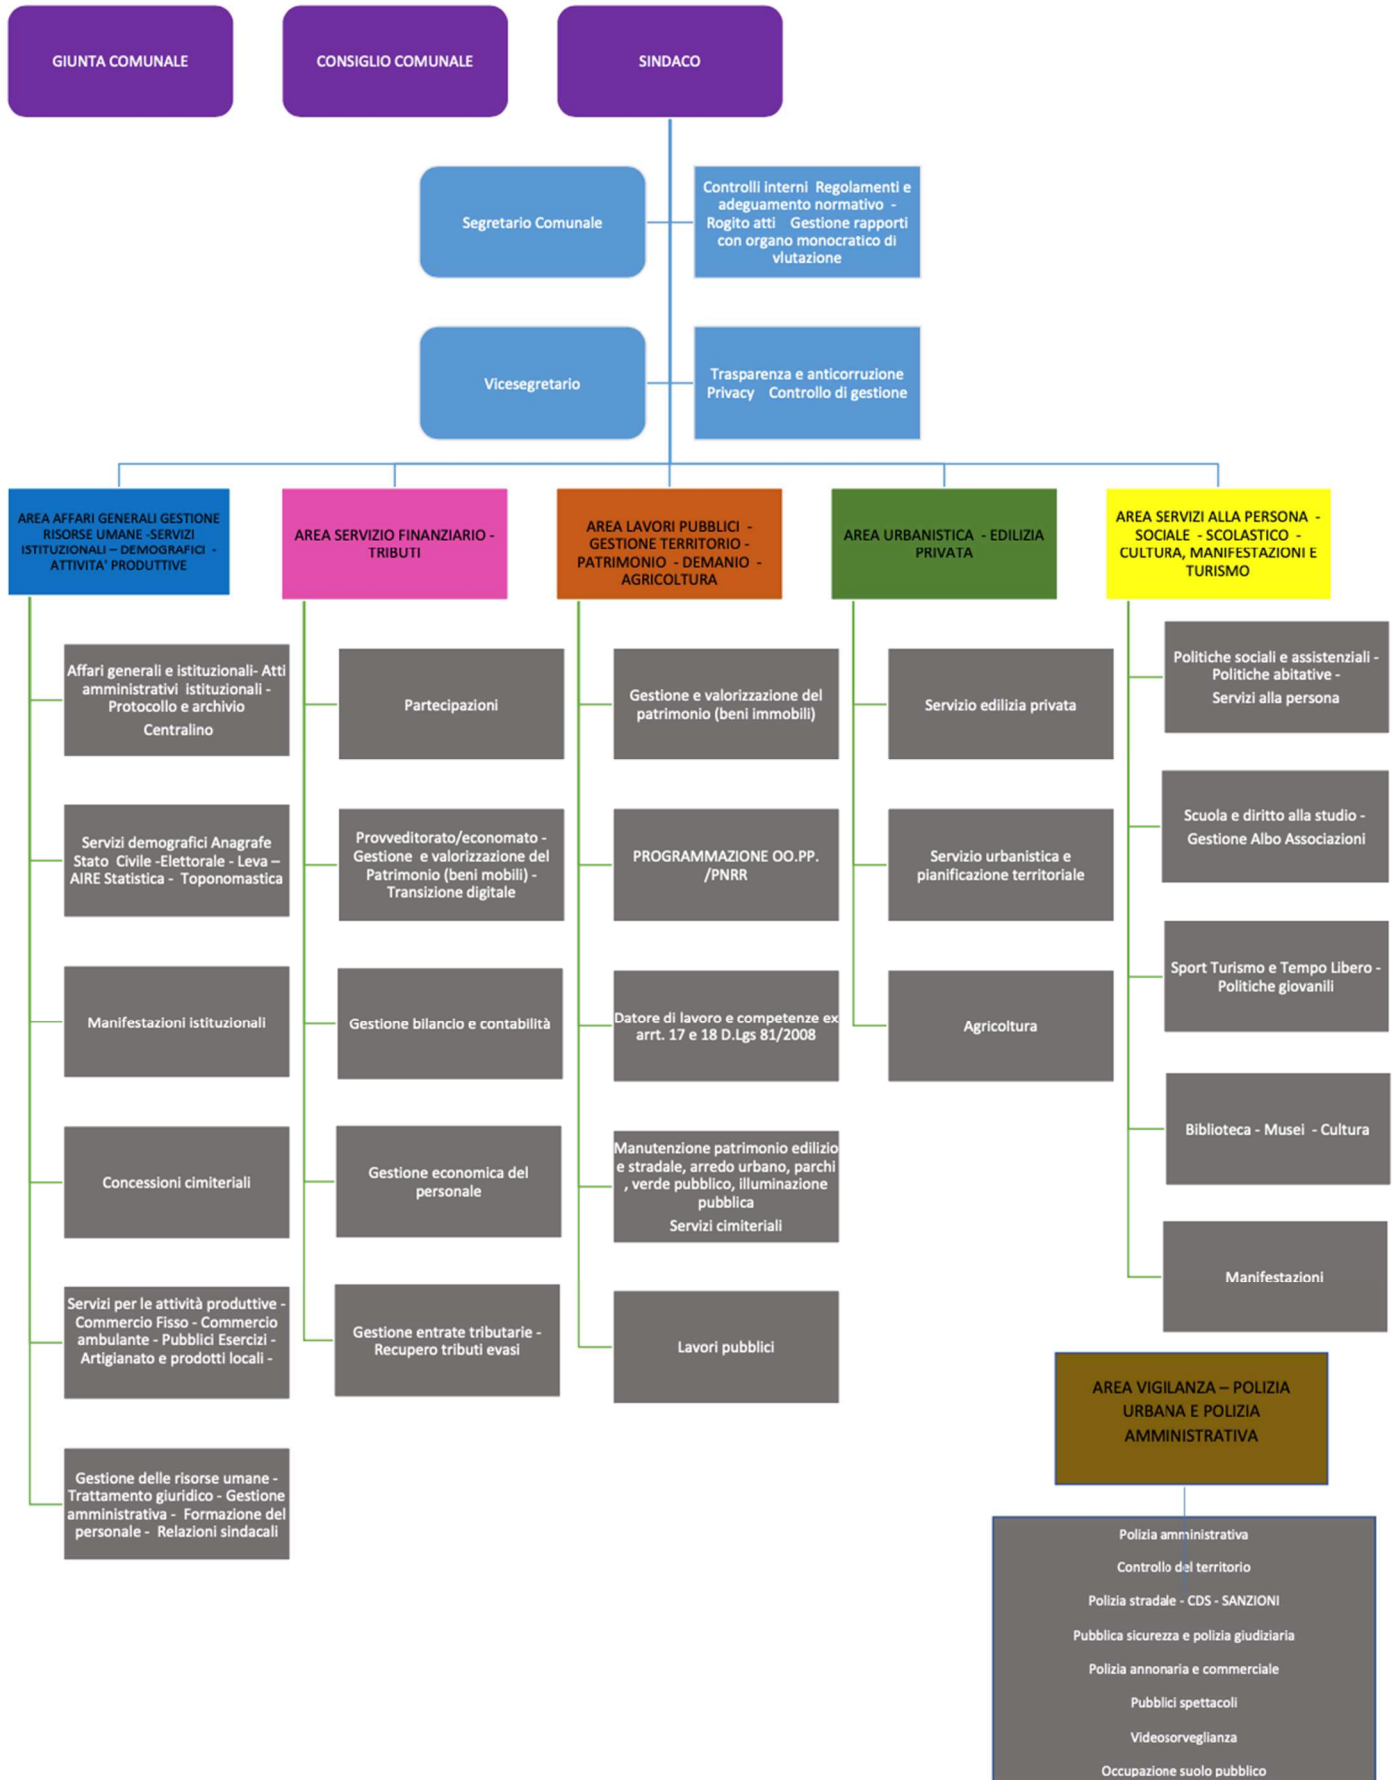 GIUNTA COMUNALE
CONSIGLIO COMUNALE
SINDACO
Segretario Comunale
Controlli interni Regolamenti e
adeguamento normativo -
Rogito atti Gestione rapporti
con organo monocratico di
vlutazione
Vicesegretario
Trasparenza e anticorruzione
Privacy Controllo di gestione
AREA AFFARI GENERALI GESTIONE
RISORSE UMANE -SERVIZI
ISTITUZIONALI – DEMOGRAFICI -
ATTIVITA' PRODUTTIVE
Affari generali e istituzionali- Atti
amministrativi istituzionali -
Protocollo e archivio
Centralino
Servizi demografici Anagrafe
Stato Civile -Elettorale - Leva –
AIRE Statistica - Toponomastica
Manifestazioni istituzionali
Concessioni cimiteriali
Servizi per le attività produttive -
Commercio Fisso - Commercio
ambulante - Pubblici Esercizi -
Artigianato e prodotti locali -
Gestione delle risorse umane -
Trattamento giuridico - Gestione
amministrativa - Formazione del
personale - Relazioni sindacali
AREA SERVIZIO FINANZIARIO -
TRIBUTI
Partecipazioni
Provveditorato/economato -
Gestione e valorizzazione del
Patrimonio (beni mobili) -
Transizione digitale
Gestione bilancio e contabilità
Gestione economica del
personale
Gestione entrate tributarie -
Recupero tributi evasi
AREA LAVORI PUBBLICI -
GESTIONE TERRITORIO -
PATRIMONIO - DEMANIO -
AGRICOLTURA
Gestione e valorizzazione del
patrimonio (beni immobili)
PROGRAMMAZIONE OO.PP.
/PNRR
Datore di lavoro e competenze ex
arrt. 17 e 18 D.Lgs 81/2008
Manutenzione patrimonio edilizio
e stradale, arredo urbano, parchi
, verde pubblico, illuminazione
pubblica
Servizi cimiteriali
Lavori pubblici
AREA URBANISTICA - EDILIZIA
PRIVATA
Servizio edilizia privata
Servizio urbanistica e
pianificazione territoriale
Agricoltura
AREA SERVIZI ALLA PERSONA -
SOCIALE - SCOLASTICO -
CULTURA, MANIFESTAZIONI E
TURISMO
Politiche sociali e assistenziali -
Politiche abitative -
Servizi alla persona
Scuola e diritto alla studio -
Gestione Albo Associazioni
Sport Turismo e Tempo Libero -
Politiche giovanili
Biblioteca - Musei - Cultura
Manifestazioni
AREA VIGILANZA – POLIZIA
URBANA E POLIZIA
AMMINISTRATIVA
Polizia amministrativa
Controllo del territorio
Polizia stradale - CDS - SANZIONI
Pubblica sicurezza e polizia giudiziaria
Polizia annonaria e commerciale
Pubblici spettacoli
Videosorveglianza
Occupazione suolo pubblico